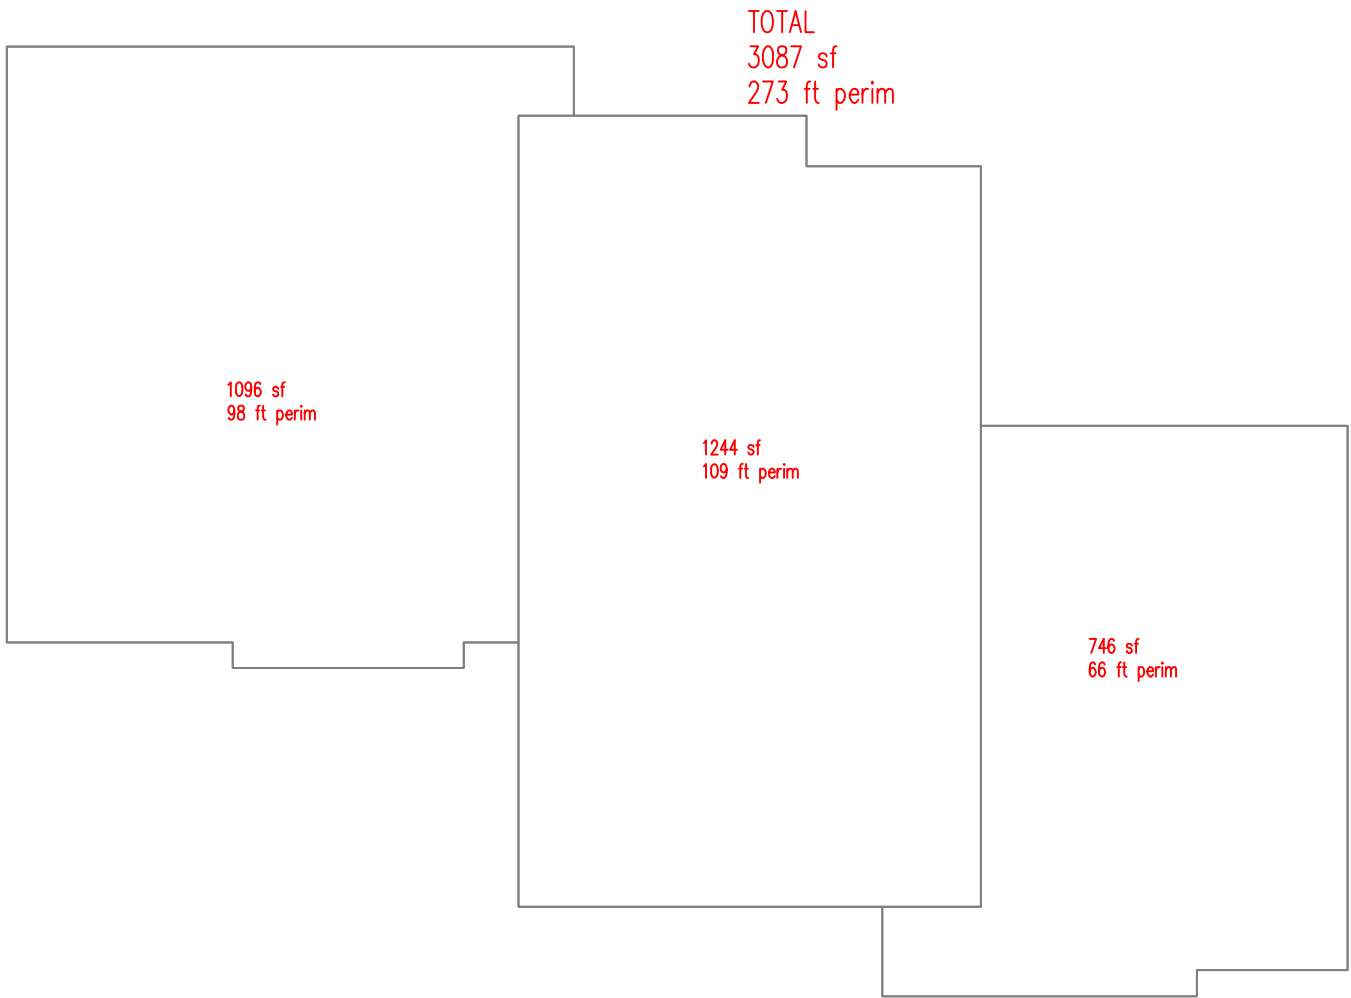 TOTAL
3087 sf
273 ft perim
1096 sf
98 ft perim
1244 sf
109 ft perim
746 sf
66 ft perim